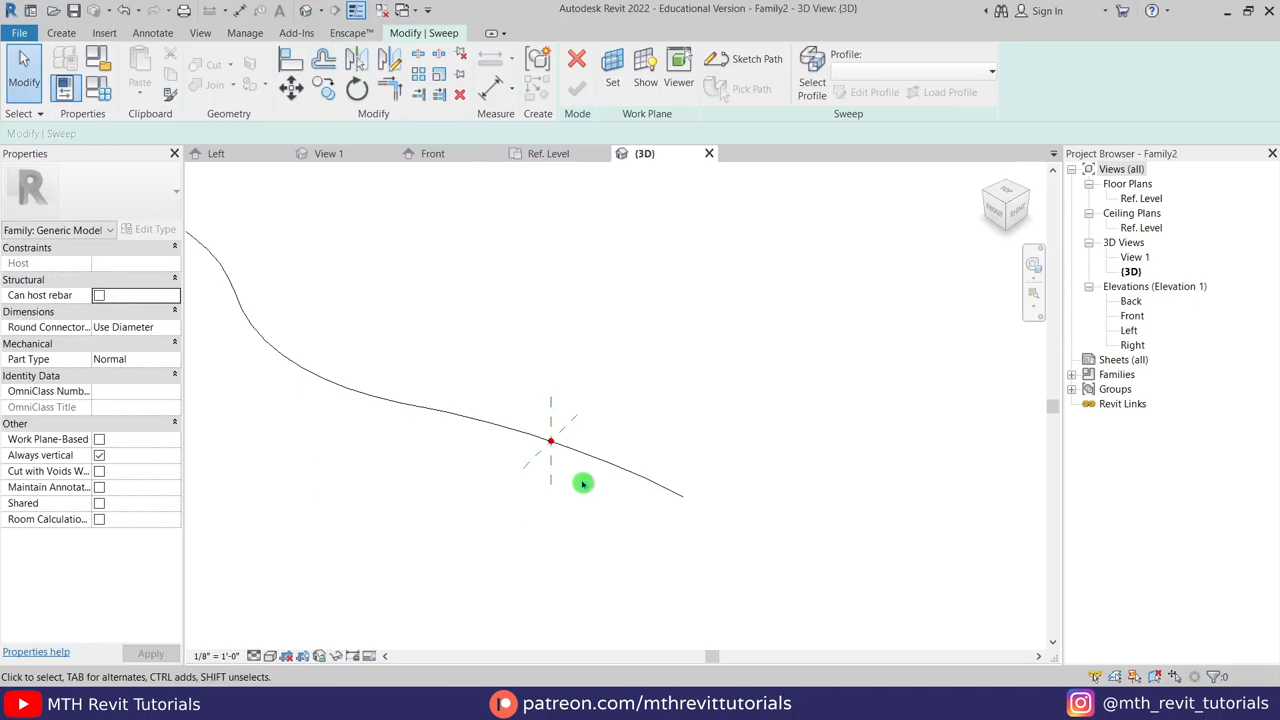 Autodesk Revit 2022 - Educational Version - Family2 - 3D View: {3D}
Sign In
File Create Insert Annotate View Manage Add-Ins Enscape™ Modify | Sweep
Modify
Paste
Cut
Join
Set Show Viewer
Sketch Path
Pick Path
Select Profile
Profile:
Edit Profile Load Profile
Select Properties Clipboard Geometry Modify Measure Create Mode Work Plane Sweep
Modify | Sweep
Properties
Left View 1 Front Ref. Level {3D}
Project Browser - Family2
R
Family: Generic Model Edit Type
Constraints
Host
Structural
Can host rebar
Dimensions
Round Connector... Use Diameter
Mechanical
Part Type Normal
Identity Data
OmniClass Numb...
OmniClass Title
Other
Work Plane-Based
Always vertical
Cut with Voids W...
Maintain Annotat...
Shared
Room Calculatio...
Properties help Apply
TOP
FRONT RIGHT
Views (all)
Floor Plans
Ref. Level
Ceiling Plans
Ref. Level
3D Views
View 1
{3D}
Elevations (Elevation 1)
Back
Front
Left
Right
Sheets (all)
Families
Groups
Revit Links
1/8" = 1'-0"
Click to select, TAB for alternates, CTRL adds, SHIFT unselects.
:0
MTH Revit Tutorials patreon.com/mthrevittutorials @mth_revit_tutorials